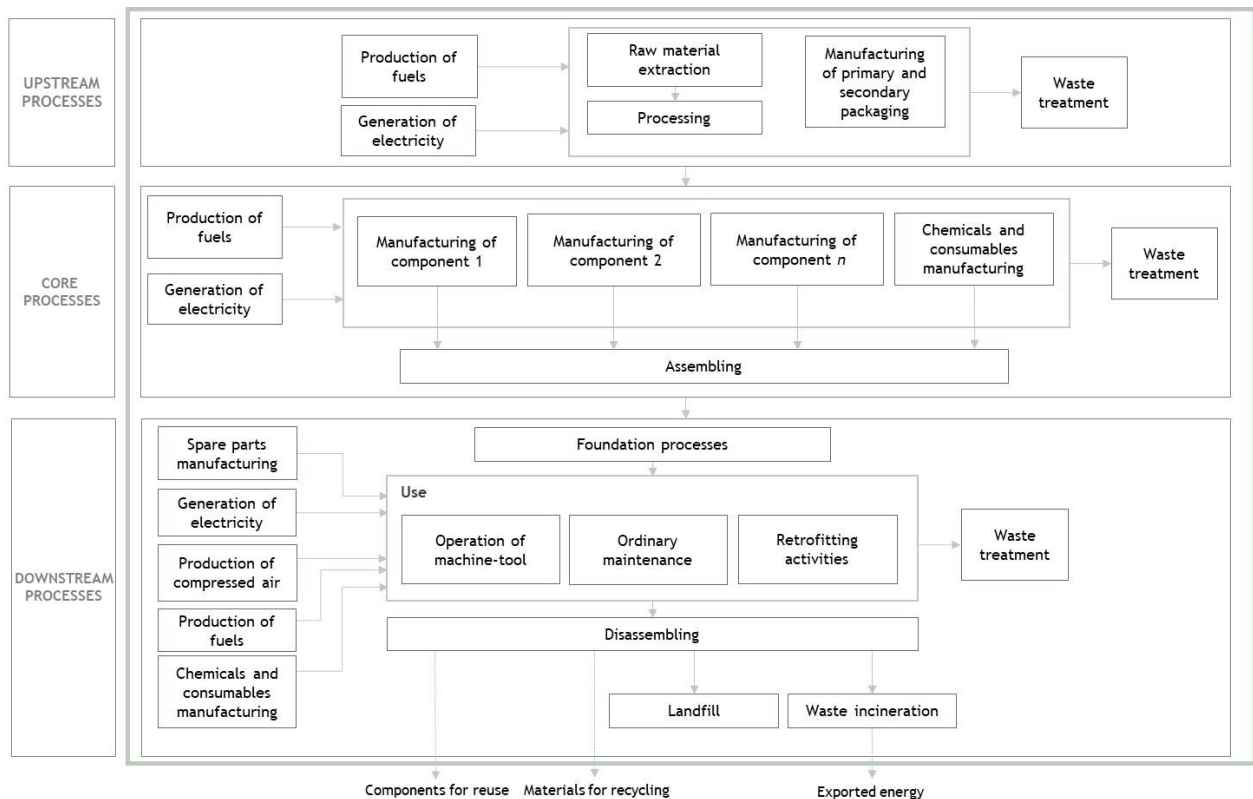 UPSTREAM
PROCESSES
Production of
fuels
Generation of
electricity
Raw material
extraction
Processing
Manufacturing
of primary and
secondary
packaging
Waste
treatment
CORE
PROCESSES
Production of
fuels
Generation of
electricity
Manufacturing of
component 1
Manufacturing of
component 2
Manufacturing of
component n
Chemicals and
consumables
manufacturing
Waste
treatment
Assembling
DOWNSTREAM
PROCESSES
Spare parts
manufacturing
Generation of
electricity
Production of
compressed air
Production of
fuels
Chemicals and
consumables
manufacturing
Foundation processes
Use
Operation of
machine-tool
Ordinary
maintenance
Retrofitting
activities
Waste
treatment
Disassembling
Landfill
Waste incineration
Components for reuse
Materials for recycling
Exported energy